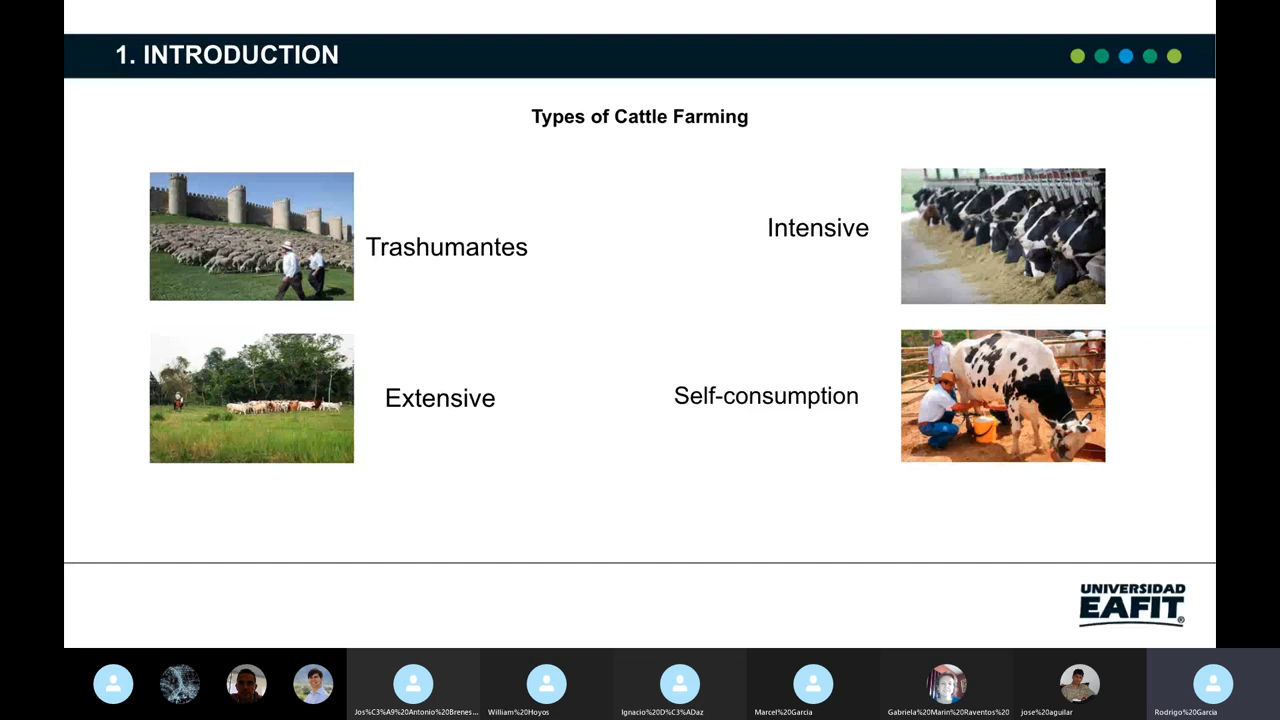 1. INTRODUCTION
Types of Cattle Farming
Trashumantes
Intensive
Extensive
Self-consumption
UNIVERSIDAD
EAFIT®
Jos%C3%A9%20Antonio%20Brenes...
William%20Hoyos
Ignacio%20D%C3%ADaz
Marcel%20Garcia
Gabriela%20Marin%20Raventos%20
jose%20aguilar
Rodrigo%20Garcia